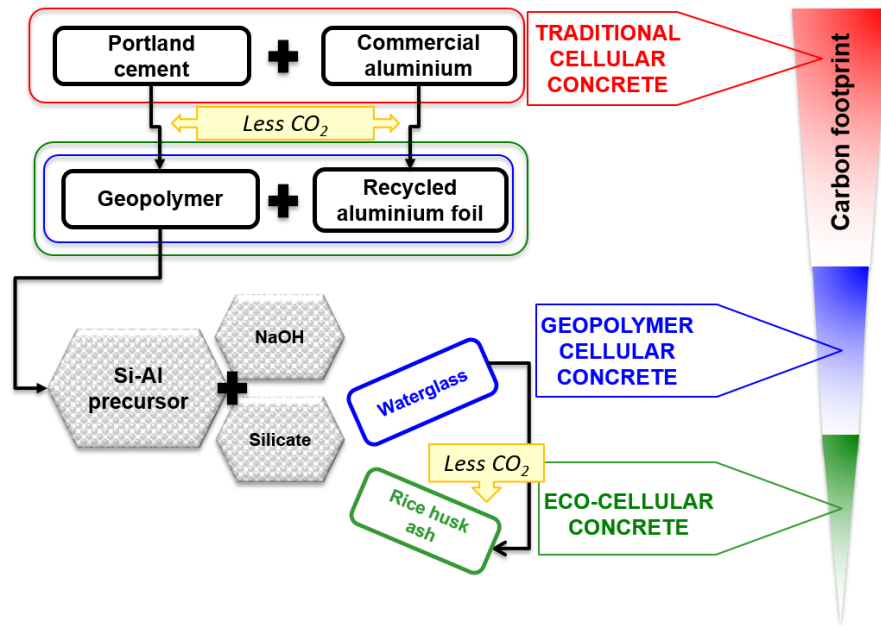 Portland
cement
Commercial
aluminium
TRADITIONAL
CELLULAR
CONCRETE
Less CO₂
Geopolymer
Recycled
aluminium foil
Carbon footprint
Si-Al
precursor
NaOH
Silicate
Waterglass
GEOPOLYMER
CELLULAR
CONCRETE
Less CO₂
Rice husk
ash
ECO-CELLULAR
CONCRETE